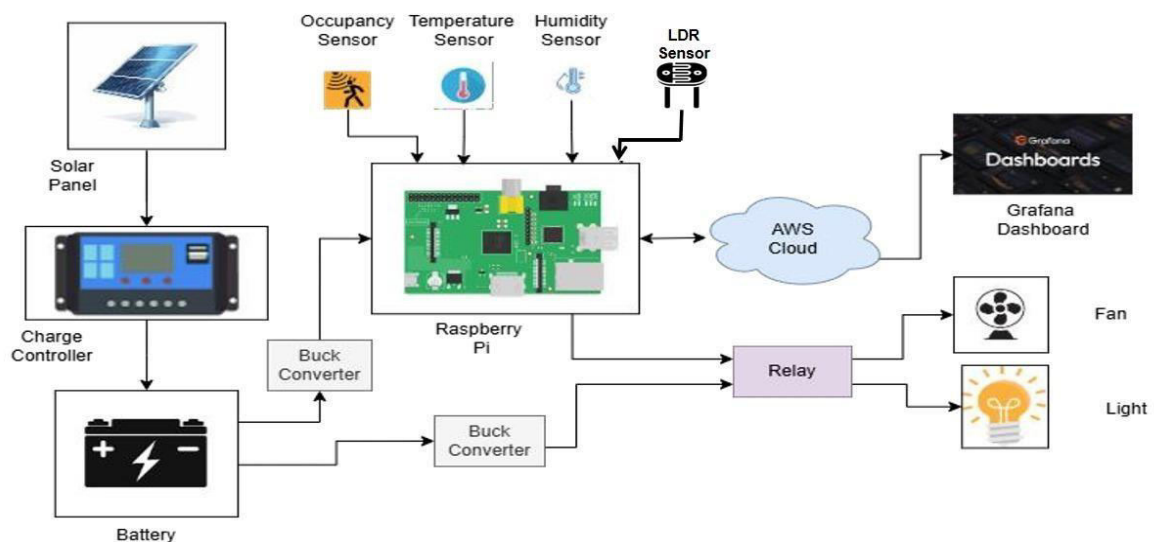 Occupancy
Sensor
Temperature
Sensor
Humidity
Sensor
LDR
Sensor
Solar
Panel
Grafana
Dashboards
Grafana
Dashboard
AWS
Cloud
Charge
Controller
Raspberry
Pi
Buck
Converter
Relay
Fan
Buck
Converter
Light
Battery